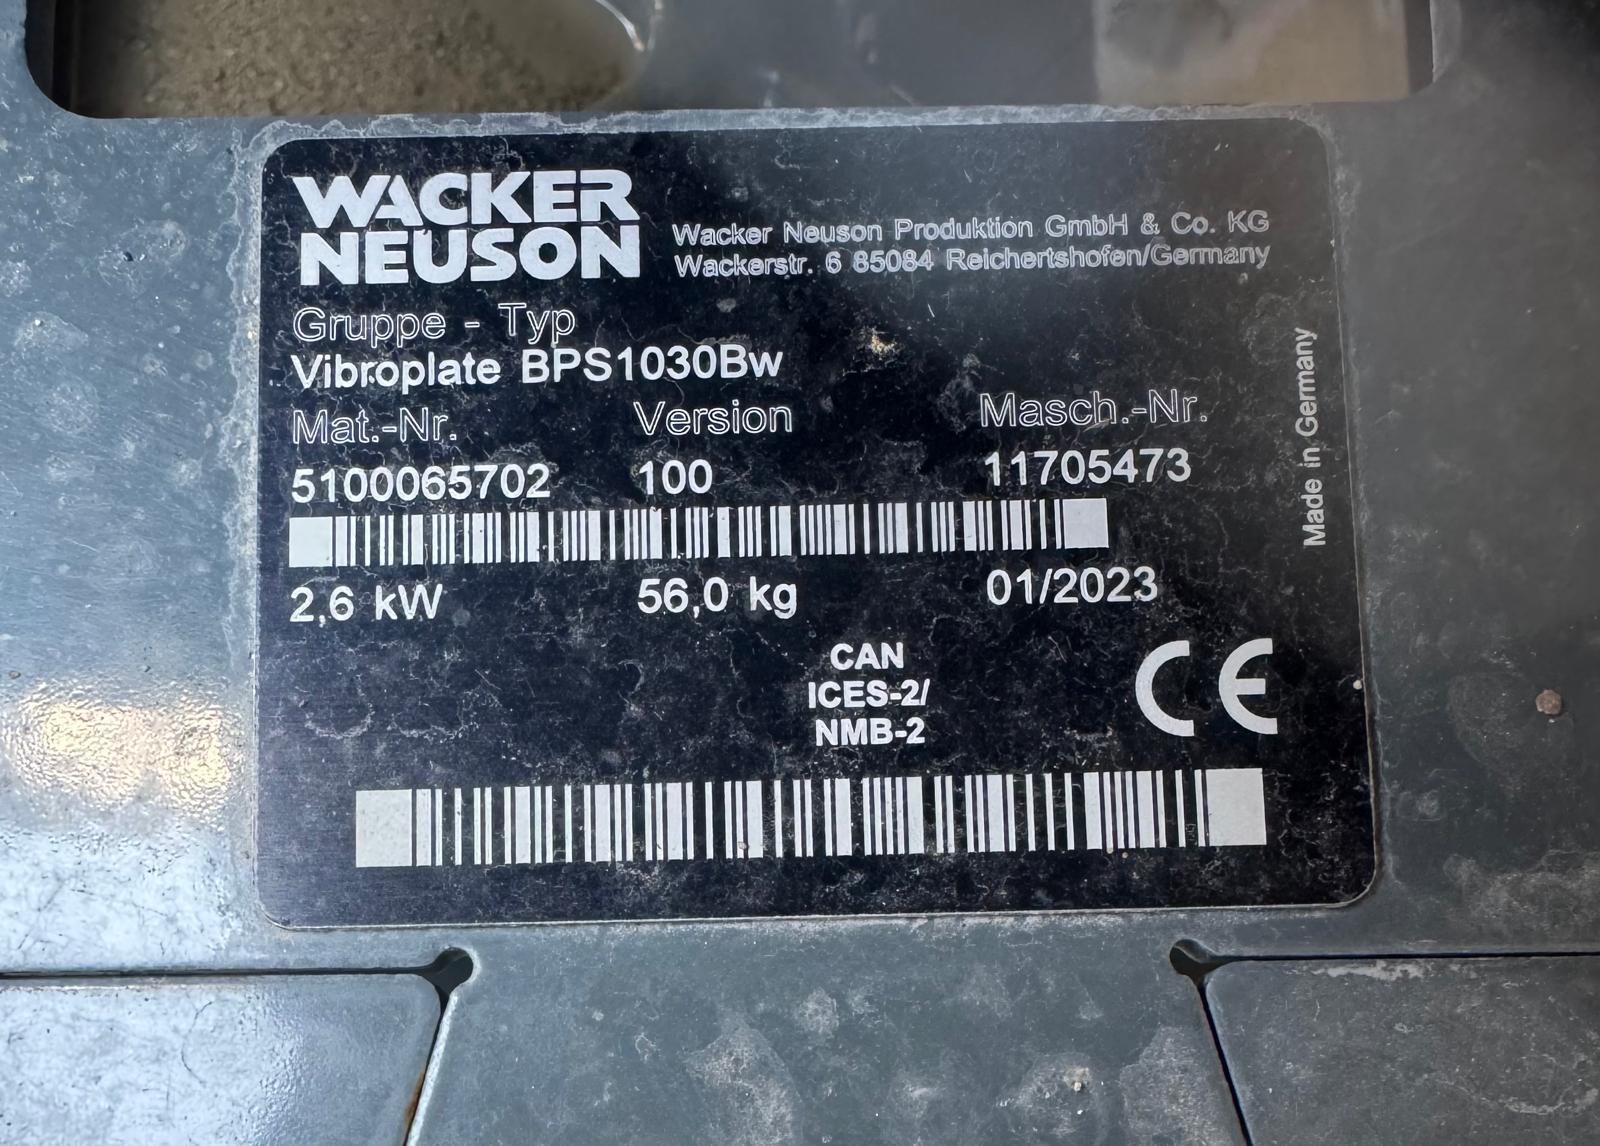 WACKER
NEUSON
Wacker Neuson Produktion GmbH & Co. KG
Wackerstr. 6 85084 Reichertshofen/Germany
Gruppe - Typ
Vibroplate BPS1030Bw
Mat.-Nr. Version Masch.-Nr.
5100065702 100 11705473
2,6 kW 56,0 kg 01/2023
CAN
ICES-2/
NMB-2
CE
Made in Germany